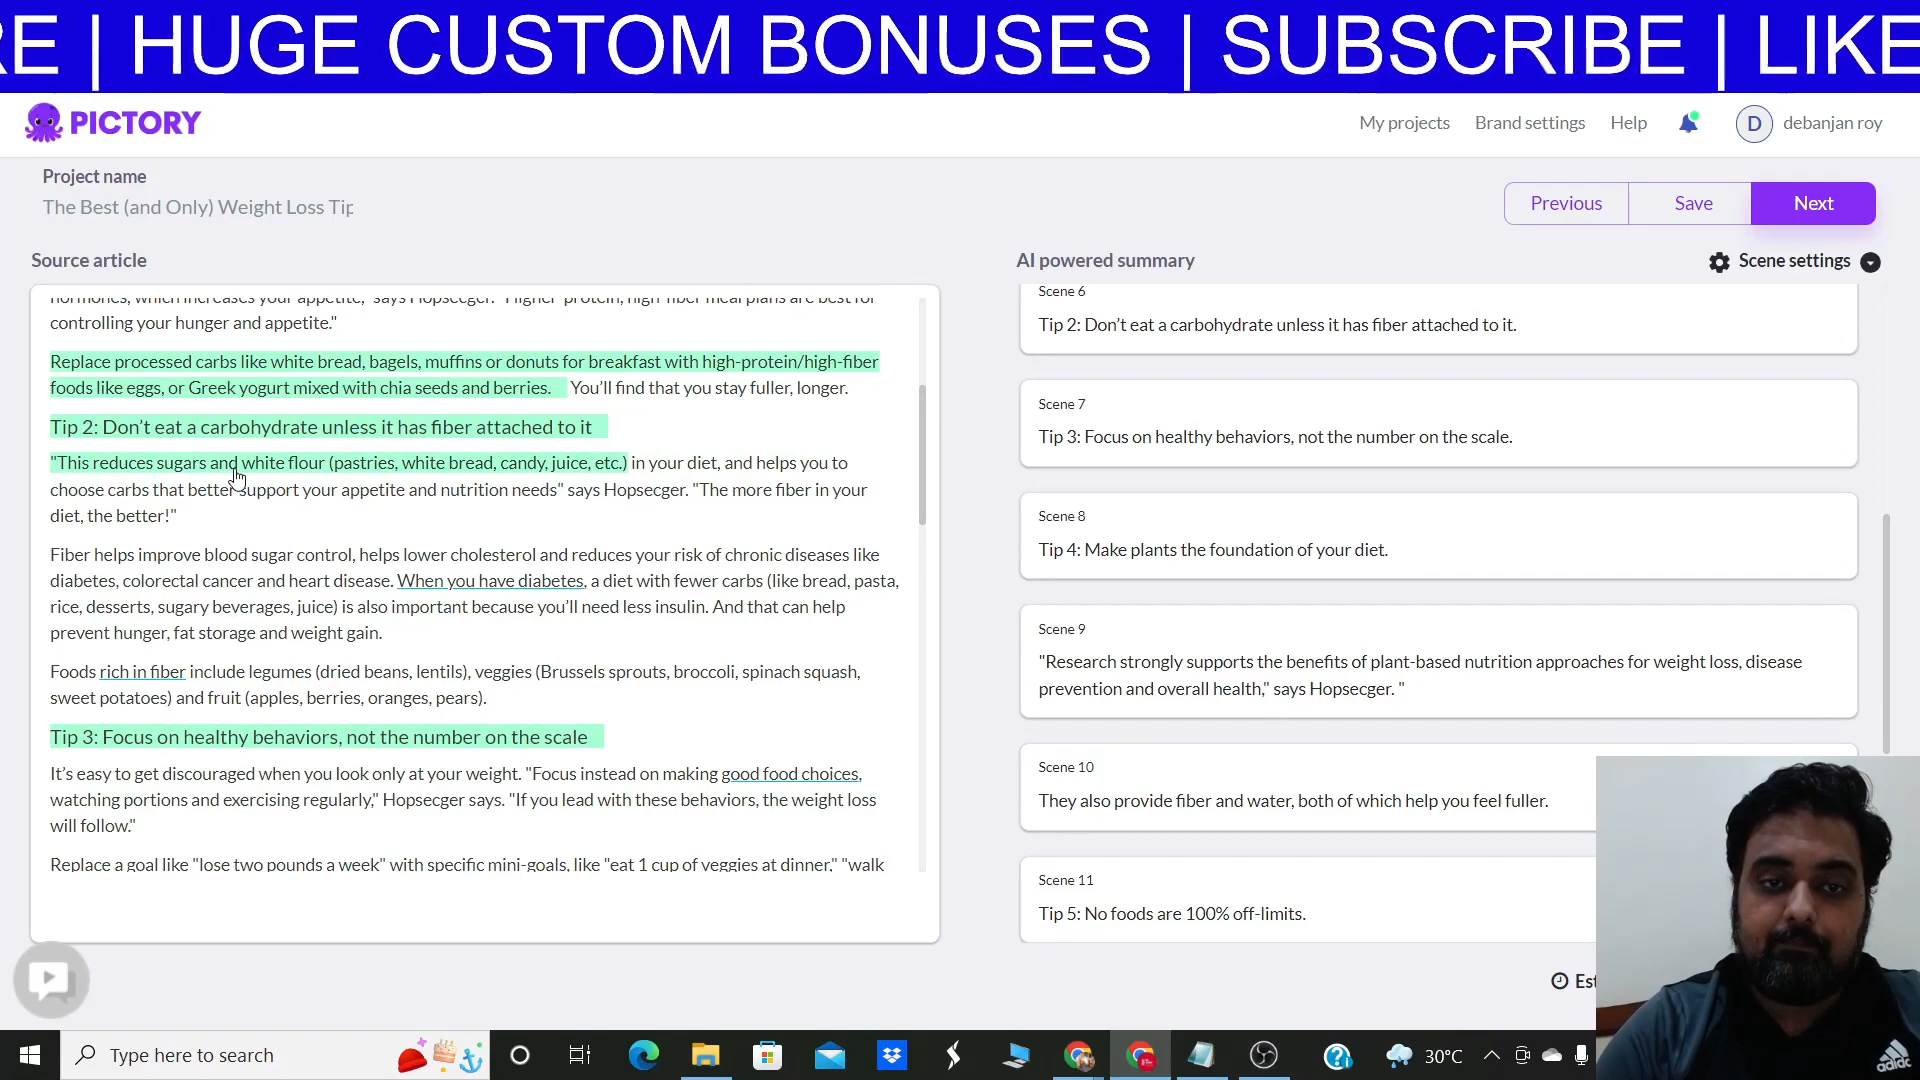 RE | HUGE CUSTOM BONUSES | SUBSCRIBE | LIKE
PICTORY
My projects
Brand settings
Help
D
debanjan roy
Project name
The Best (and Only) Weight Loss Tip
Previous
Save
Next
Source article
hormones, which increases your appetite," says Hopsecger. "Higher-protein, high-fiber meal plans are best for
controlling your hunger and appetite."
Replace processed carbs like white bread, bagels, muffins or donuts for breakfast with high-protein/high-fiber
foods like eggs, or Greek yogurt mixed with chia seeds and berries. You’ll find that you stay fuller, longer.
Tip 2: Don’t eat a carbohydrate unless it has fiber attached to it
"This reduces sugars and white flour (pastries, white bread, candy, juice, etc.) in your diet, and helps you to
choose carbs that better support your appetite and nutrition needs" says Hopsecger. "The more fiber in your
diet, the better!"
Fiber helps improve blood sugar control, helps lower cholesterol and reduces your risk of chronic diseases like
diabetes, colorectal cancer and heart disease. When you have diabetes, a diet with fewer carbs (like bread, pasta,
rice, desserts, sugary beverages, juice) is also important because you’ll need less insulin. And that can help
prevent hunger, fat storage and weight gain.
Foods rich in fiber include legumes (dried beans, lentils), veggies (Brussels sprouts, broccoli, spinach squash,
sweet potatoes) and fruit (apples, berries, oranges, pears).
Tip 3: Focus on healthy behaviors, not the number on the scale
It’s easy to get discouraged when you look only at your weight. "Focus instead on making good food choices,
watching portions and exercising regularly," Hopsecger says. "If you lead with these behaviors, the weight loss
will follow."
Replace a goal like "lose two pounds a week" with specific mini-goals, like "eat 1 cup of veggies at dinner," "walk
AI powered summary
Scene settings
Scene 6
Tip 2: Don’t eat a carbohydrate unless it has fiber attached to it.
Scene 7
Tip 3: Focus on healthy behaviors, not the number on the scale.
Scene 8
Tip 4: Make plants the foundation of your diet.
Scene 9
"Research strongly supports the benefits of plant-based nutrition approaches for weight loss, disease
prevention and overall health," says Hopsecger. "
Scene 10
They also provide fiber and water, both of which help you feel fuller.
Scene 11
Tip 5: No foods are 100% off-limits.
Est
Type here to search
30°C
adidas